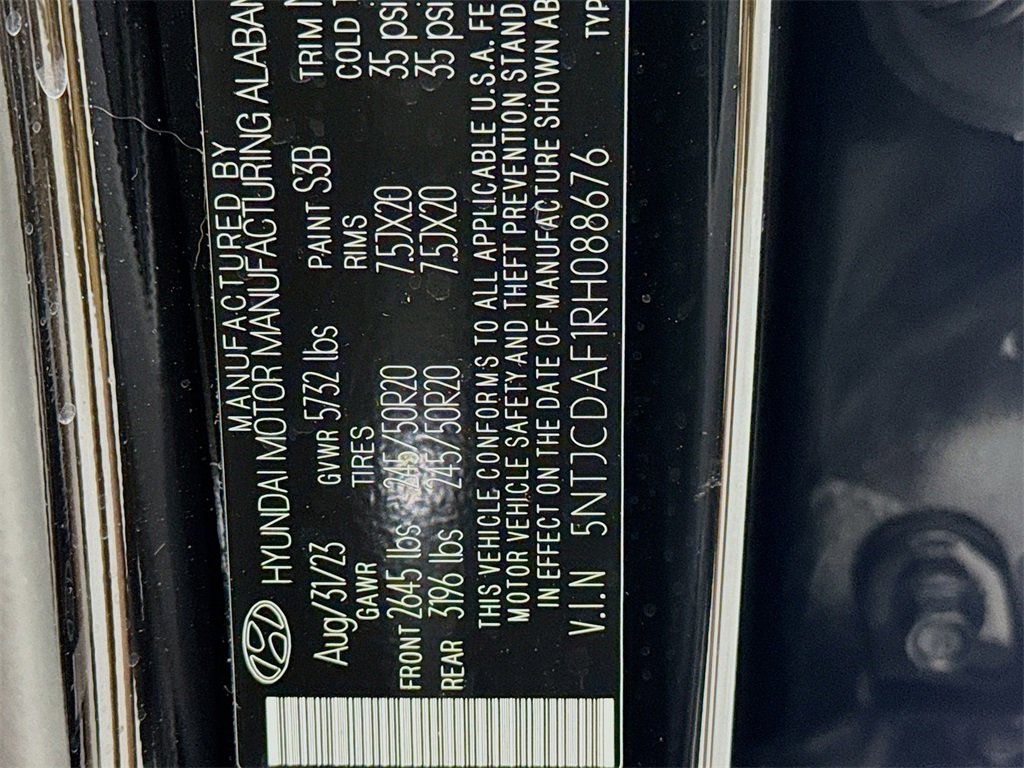 MANUFACTURED BY
HYUNDAI MOTOR MANUFACTURING ALABAM
Aug/31/23 GVWR 5732 lbs PAINT S3B TRIM
GAWR TIRES RIMS COLD
FRONT 2645 lbs 245/50R20 7.5JX20 35 psi
REAR 3196 lbs 245/50R20 7.5JX20 35 psi
THIS VEHICLE CONFORMS TO ALL APPLICABLE U.S.A. FE
MOTOR VEHICLE SAFETY AND THEFT PREVENTION STAND
IN EFFECT ON THE DATE OF MANUFACTURE SHOWN AB
V.I.N 5NTJCDAF1RH088676 TYP